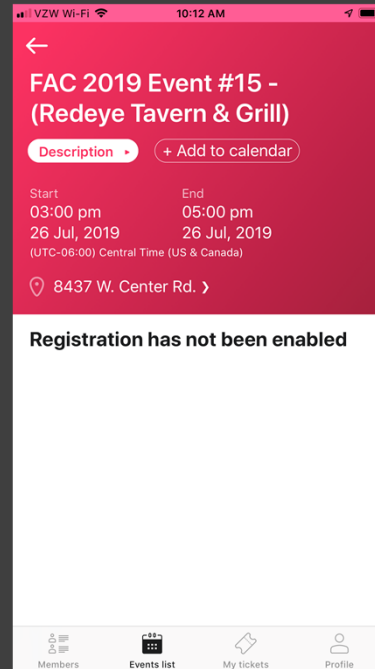 VZW Wi-Fi 10:12 AM
FAC 2019 Event #15 -
(Redeye Tavern & Grill)
Description + Add to calendar
Start End
03:00 pm 05:00 pm
26 Jul, 2019 26 Jul, 2019
(UTC-06:00) Central Time (US & Canada)
8437 W. Center Rd.
Registration has not been enabled
Members Events list My tickets Profile